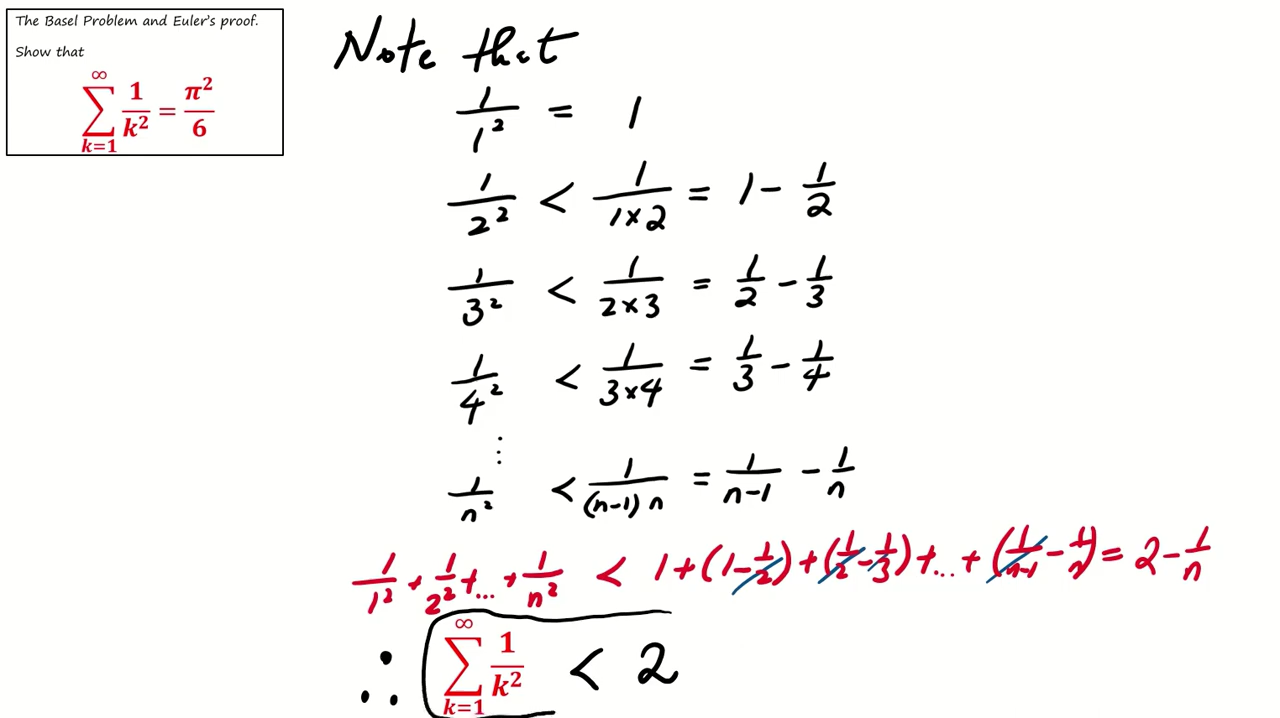 The Basel Problem and Euler's proof.
Show that
∑_{k=1}^{∞} 1/k² = π²/6
Note that
1/1² = 1
1/2² < 1/(1×2) = 1 − 1/2
1/3² < 1/(2×3) = 1/2 − 1/3
1/4² < 1/(3×4) = 1/3 − 1/4
⋮
1/n² < 1/((n−1)n) = 1/(n−1) − 1/n
1/1² + 1/2² + ... + 1/n² < 1 + (1 − 1/2) + (1/2 − 1/3) + ... + (1/(n−1) − 1/n) = 2 − 1/n
∴ ∑_{k=1}^{∞} 1/k² < 2